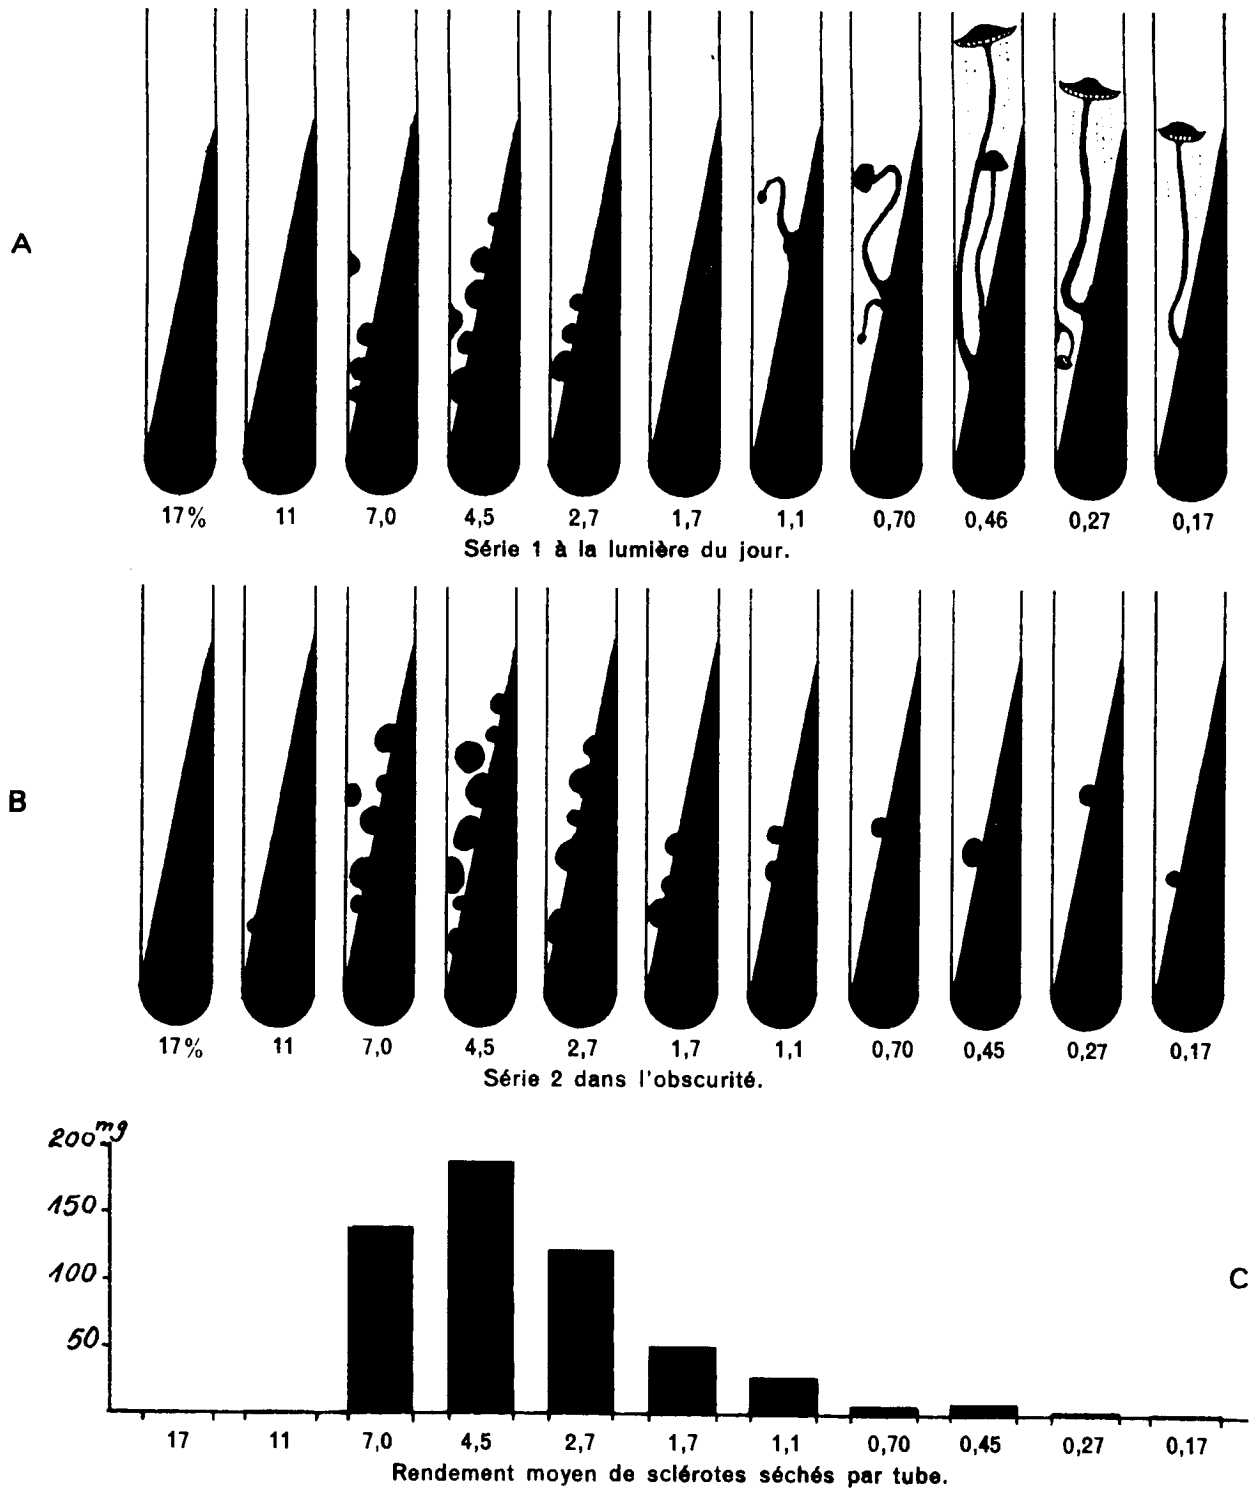 A
17% 11 7,0 4,5 2,7 1,7 1,1 0,70 0,46 0,27 0,17
Série 1 à la lumière du jour.
B
17% 11 7,0 4,5 2,7 1,7 1,1 0,70 0,45 0,27 0,17
Série 2 dans l'obscurité.
200 mg
150
100
C
50
17 11 7,0 4,5 2,7 1,7 1,1 0,70 0,45 0,27 0,17
Rendement moyen de sclérotes séchés par tube.